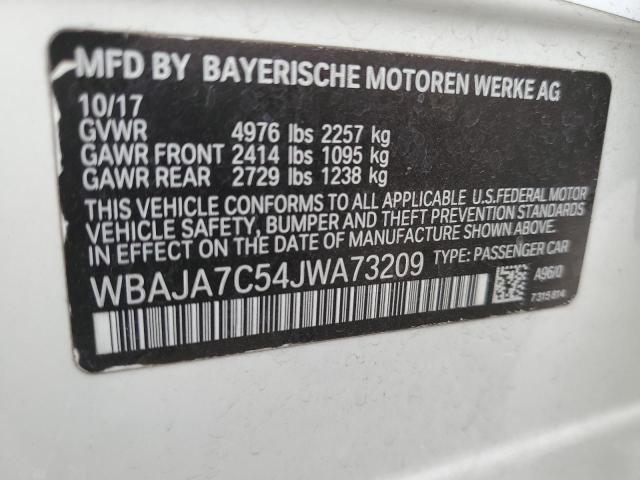 MFD BY BAYERISCHE MOTOREN WERKE AG
10/17
GVWR 4976 lbs 2257 kg
GAWR FRONT 2414 lbs 1095 kg
GAWR REAR 2729 lbs 1238 kg
THIS VEHICLE CONFORMS TO ALL APPLICABLE U.S.FEDERAL MOTOR
VEHICLE SAFETY, BUMPER AND THEFT PREVENTION STANDARDS
IN EFFECT ON THE DATE OF MANUFACTURE SHOWN ABOVE.
WBAJA7C54JWA73209 TYPE: PASSENGER CAR
A96/0
7315814